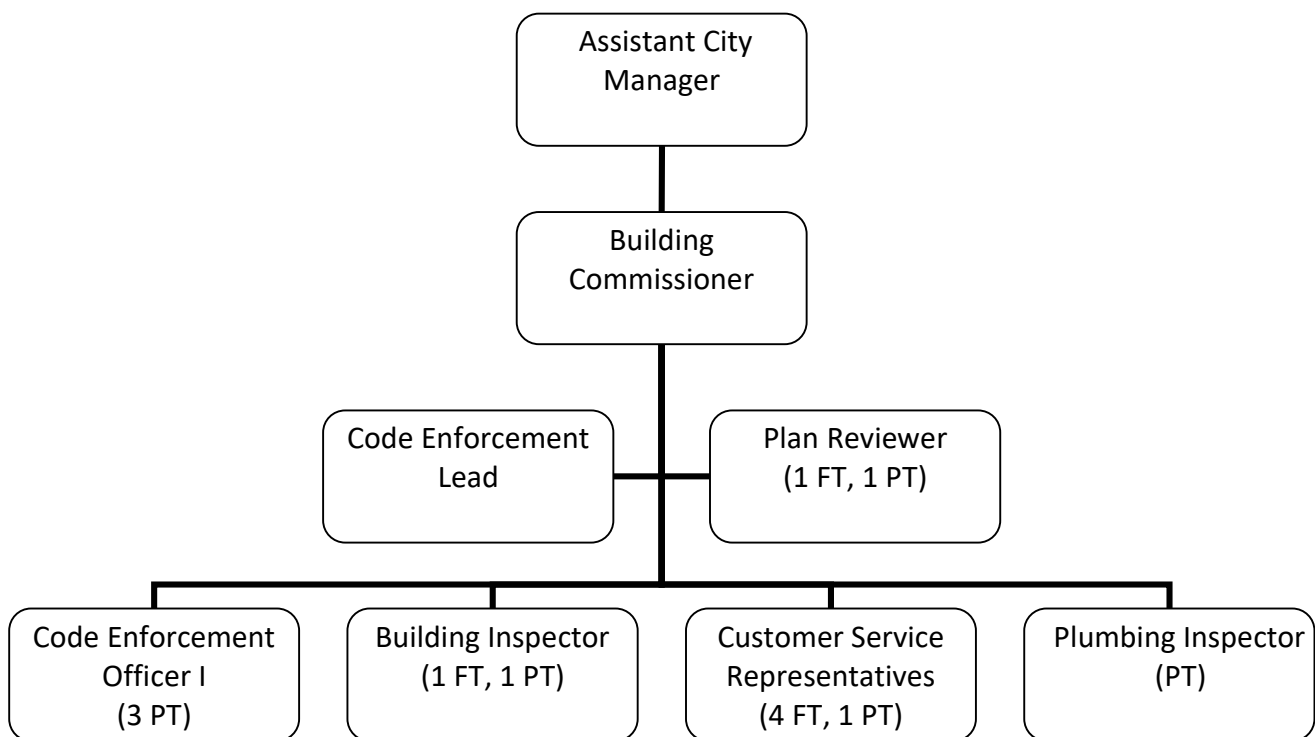 Assistant City
Manager
Building
Commissioner
Code Enforcement
Lead
Plan Reviewer
(1 FT, 1 PT)
Code Enforcement
Officer I
(3 PT)
Building Inspector
(1 FT, 1 PT)
Customer Service
Representatives
(4 FT, 1 PT)
Plumbing Inspector
(PT)